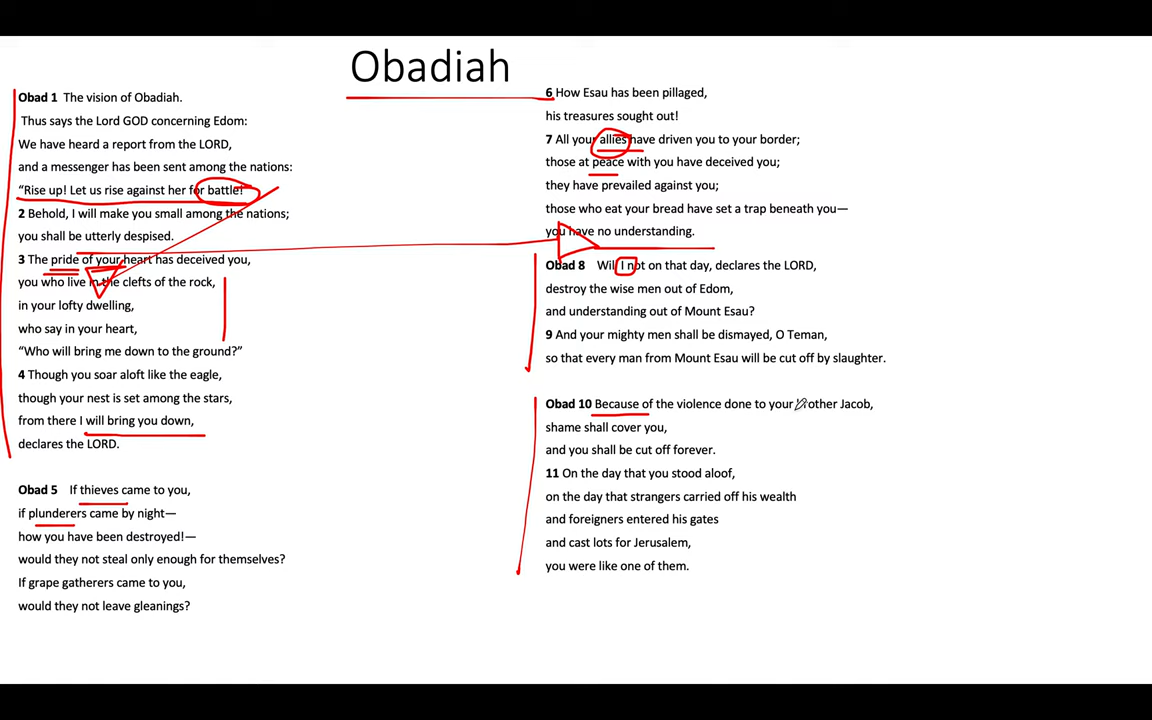 Obadiah
Obad 1 The vision of Obadiah.
Thus says the Lord GOD concerning Edom:
We have heard a report from the LORD,
and a messenger has been sent among the nations:
“Rise up! Let us rise against her for battle!”
2 Behold, I will make you small among the nations;
you shall be utterly despised.
3 The pride of your heart has deceived you,
you who live in the clefts of the rock,
in your lofty dwelling,
who say in your heart,
“Who will bring me down to the ground?”
4 Though you soar aloft like the eagle,
though your nest is set among the stars,
from there I will bring you down,
declares the LORD.
Obad 5 If thieves came to you,
if plunderers came by night—
how you have been destroyed!—
would they not steal only enough for themselves?
If grape gatherers came to you,
would they not leave gleanings?
6 How Esau has been pillaged,
his treasures sought out!
7 All your allies have driven you to your border;
those at peace with you have deceived you;
they have prevailed against you;
those who eat your bread have set a trap beneath you—
you have no understanding.
Obad 8 Will I not on that day, declares the LORD,
destroy the wise men out of Edom,
and understanding out of Mount Esau?
9 And your mighty men shall be dismayed, O Teman,
so that every man from Mount Esau will be cut off by slaughter.
Obad 10 Because of the violence done to your brother Jacob,
shame shall cover you,
and you shall be cut off forever.
11 On the day that you stood aloof,
on the day that strangers carried off his wealth
and foreigners entered his gates
and cast lots for Jerusalem,
you were like one of them.